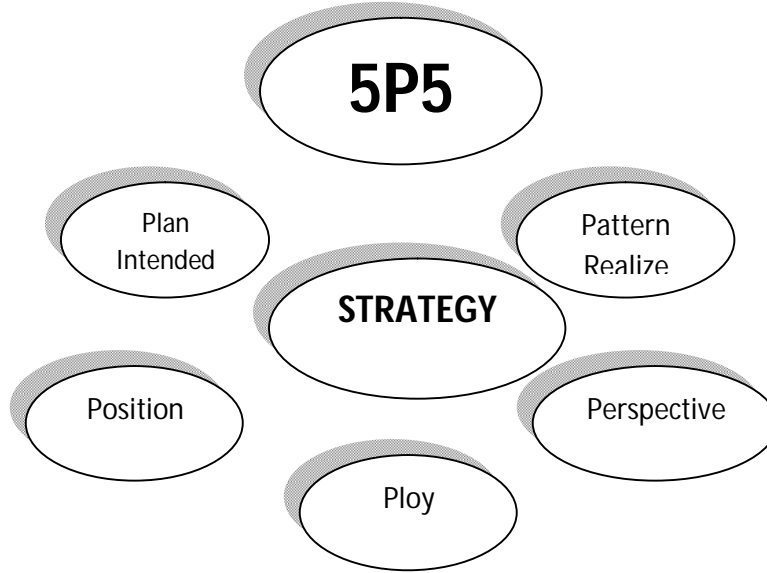 5P5
Plan
Intended
Pattern
Realize
STRATEGY
Position
Perspective
Ploy